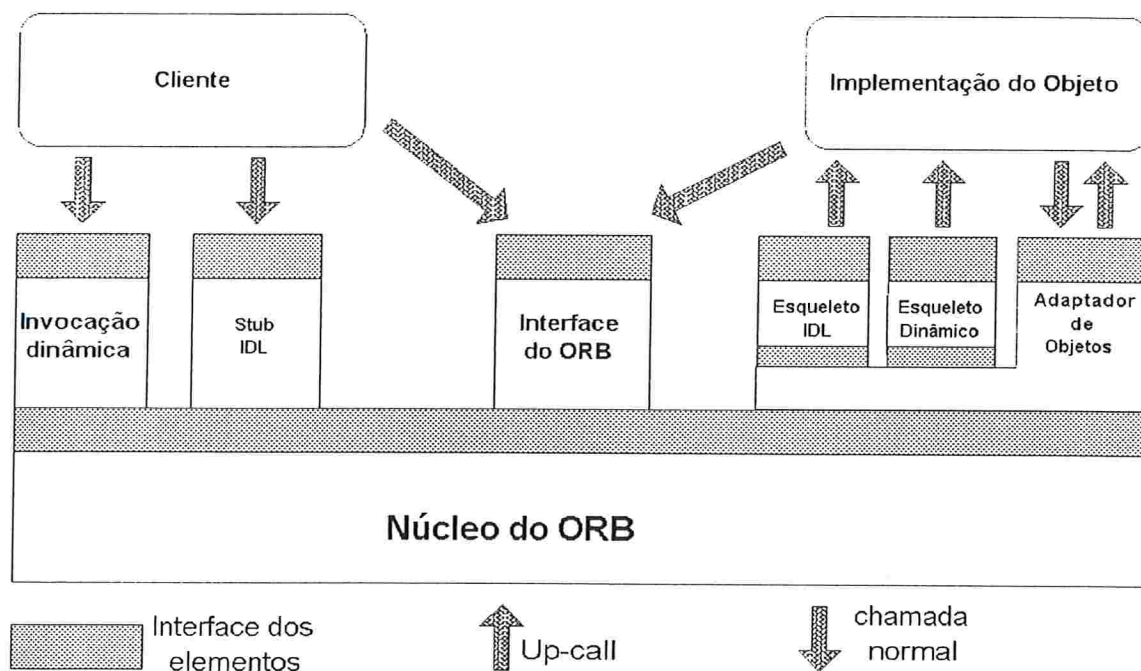 Cliente
Implementação do Objeto
Invocação
dinâmica
Stub
IDL
Interface
do ORB
Esqueleto
IDL
Esqueleto
Dinâmico
Adaptador
de
Objetos
Núcleo do ORB
Interface dos
elementos
Up-call
chamada
normal